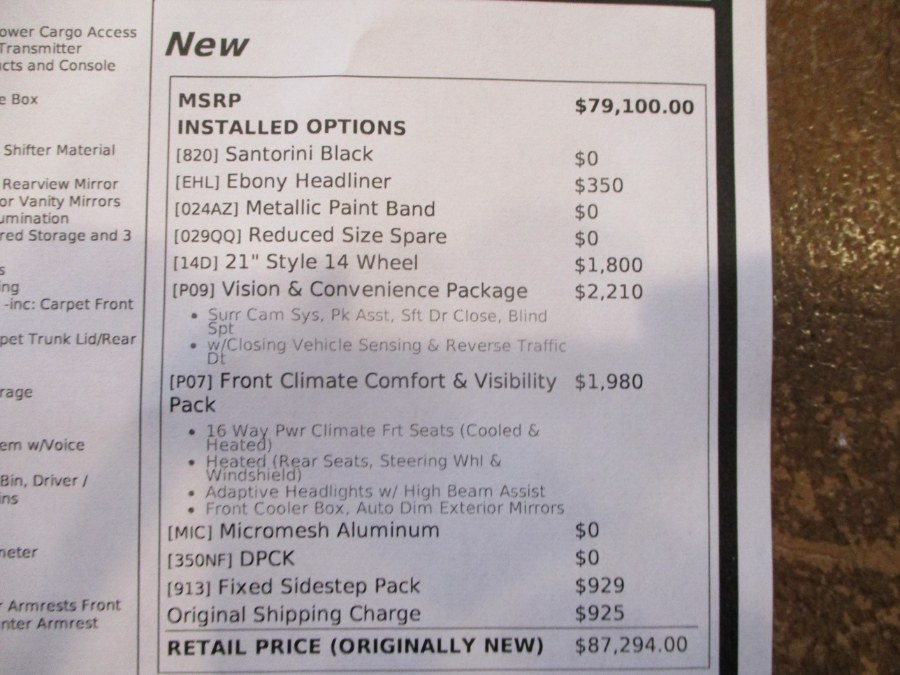 ower Cargo Access
Transmitter
cts and Console
e Box
Shifter Material
Rearview Mirror
or Vanity Mirrors
umination
red Storage and 3
s
ng
-inc: Carpet Front
pet Trunk Lid/Rear
rage
em w/Voice
Bin, Driver /
ns
meter
r Armrests Front
nter Armrest
New
MSRP $79,100.00
INSTALLED OPTIONS
[820] Santorini Black $0
[EHL] Ebony Headliner $350
[024AZ] Metallic Paint Band $0
[029QQ] Reduced Size Spare $0
[14D] 21" Style 14 Wheel $1,800
[P09] Vision & Convenience Package $2,210
• Surr Cam Sys, Pk Asst, Sft Dr Close, Blind
Spt
• w/Closing Vehicle Sensing & Reverse Traffic
Dt
[P07] Front Climate Comfort & Visibility $1,980
Pack
• 16 Way Pwr Climate Frt Seats (Cooled &
Heated)
• Heated (Rear Seats, Steering Whl &
Windshield)
• Adaptive Headlights w/ High Beam Assist
• Front Cooler Box, Auto Dim Exterior Mirrors
[MIC] Micromesh Aluminum $0
[350NF] DPCK $0
[913] Fixed Sidestep Pack $929
Original Shipping Charge $925
RETAIL PRICE (ORIGINALLY NEW) $87,294.00